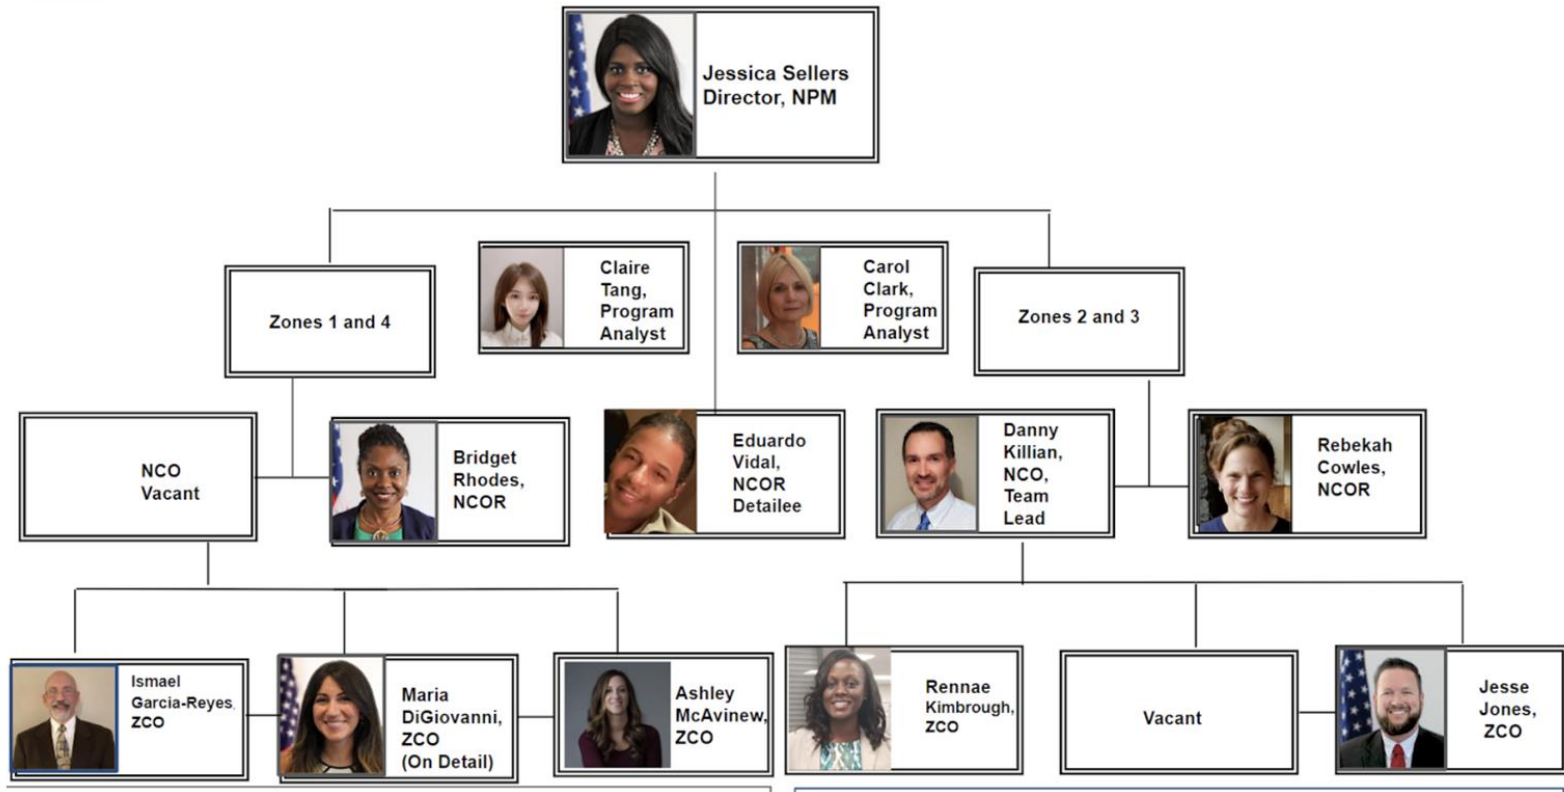 Jessica Sellers
Director, NPM
Zones 1 and 4
Claire
Tang,
Program
Analyst
Carol
Clark,
Program
Analyst
Zones 2 and 3
NCO
Vacant
Bridget
Rhodes,
NCOR
Eduardo
Vidal,
NCOR
Detailee
Danny
Killian,
NCO,
Team
Lead
Rebekah
Cowles,
NCOR
Ismael
Garcia-Reyes,
ZCO
Maria
DiGiovanni,
ZCO
(On Detail)
Ashley
McAvinew,
ZCO
Rennae
Kimbrough,
ZCO
Vacant
Jesse
Jones,
ZCO